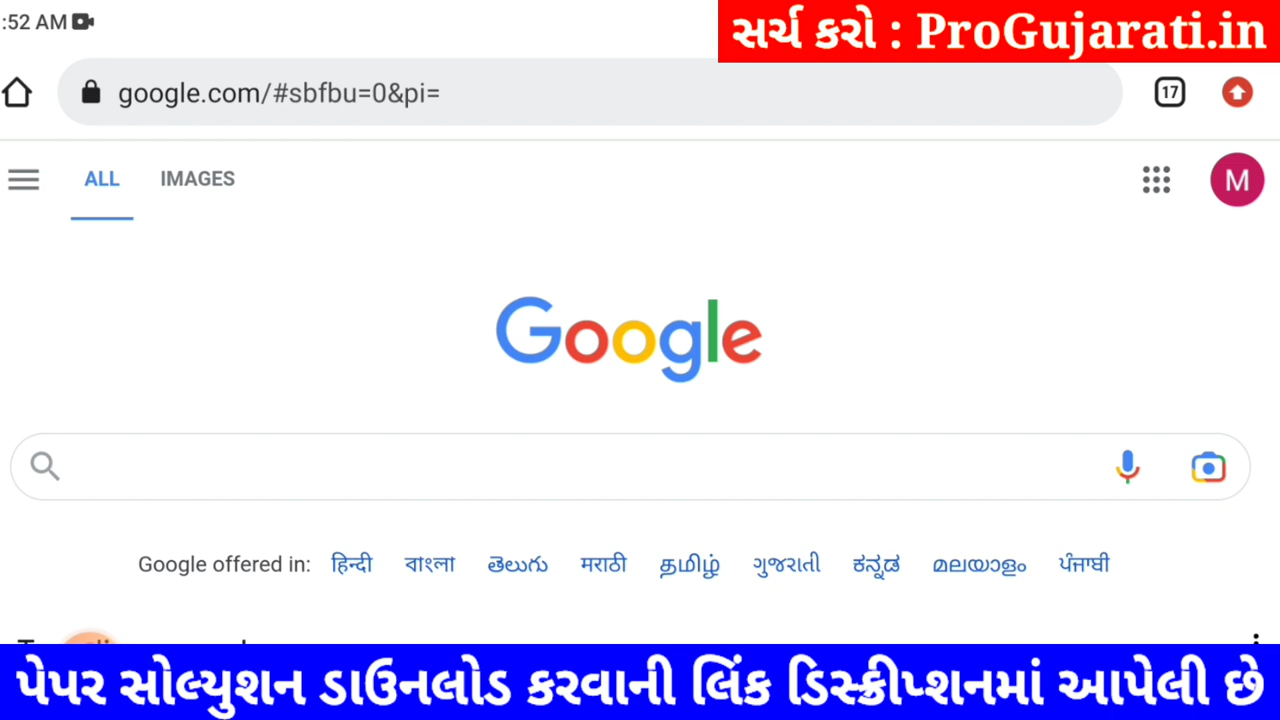 :52 AM
સર્ચ કરો : ProGujarati.in
google.com/#sbfbu=0&pi=
17
ALL IMAGES
M
Google
Google offered in: हिन्दी বাংলা తెలుగు मराठी தமிழ் ગુજરાતી ಕನ್ನಡ മലയാളം ਪੰਜਾਬੀ
પેપર સોલ્યુશન ડાઉનલોડ કરવાની લિંક ડિસ્ક્રીપ્શનમાં આપેલી છે